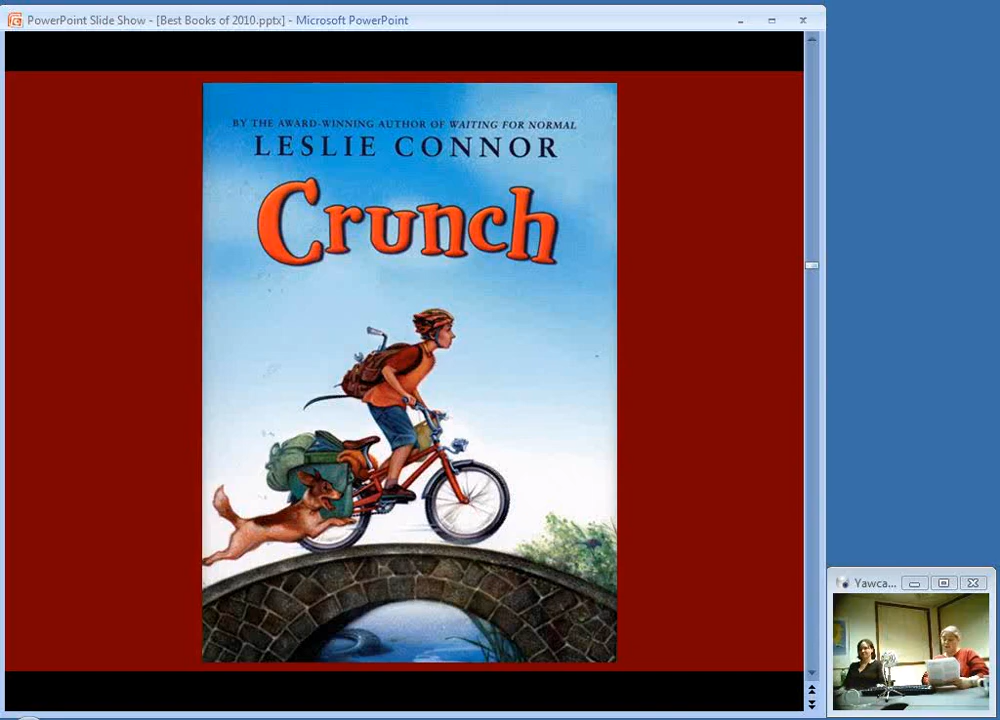 PowerPoint Slide Show - [Best Books of 2010.pptx] - Microsoft PowerPoint
BY THE AWARD-WINNING AUTHOR OF WAITING FOR NORMAL
LESLIE CONNOR
Crunch
Yawca...